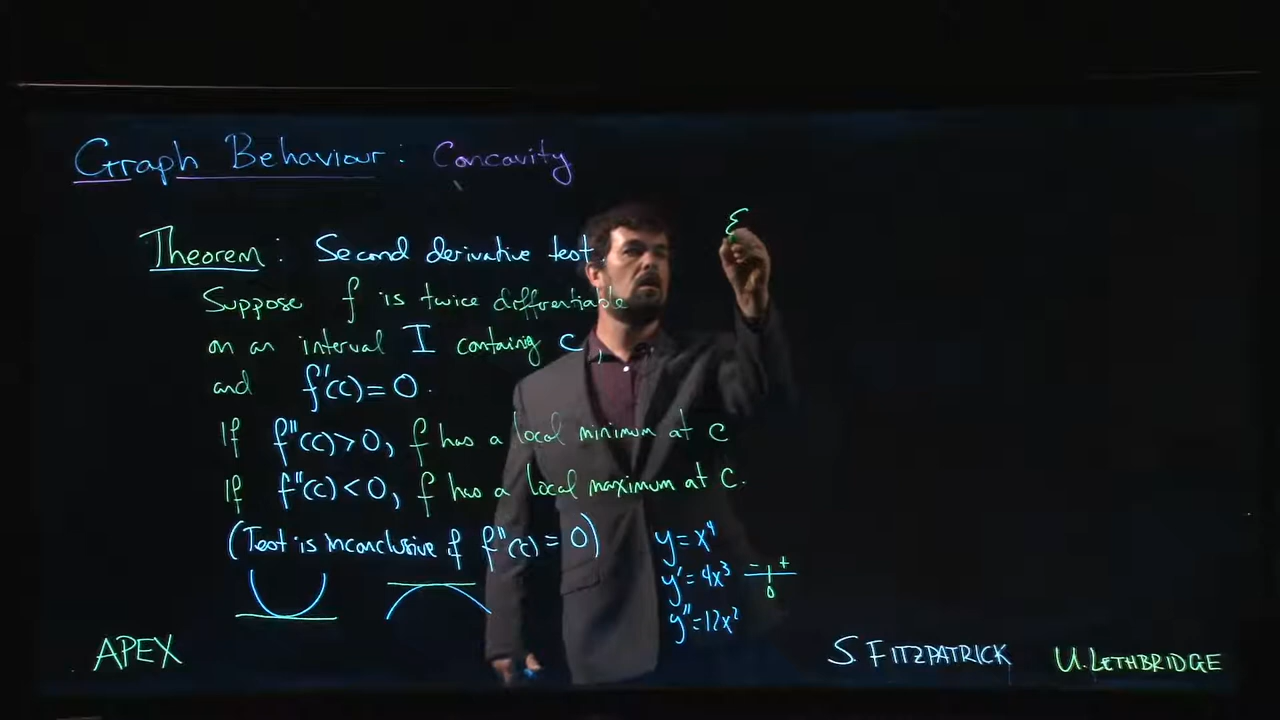 Graph Behaviour: Concavity
Theorem: Second derivative test.
Suppose f is twice differentiable
on an interval I containg c,
and f'(c)=0.
If f''(c)>0, f has a local minimum at c
If f''(c)<0, f has a local maximum at c.
(Test is inconclusive if f''(c)=0)
y=x⁴
y'=4x³ - + 0
y''=12x²
APEX
S. FITZPATRICK
U. LETHBRIDGE